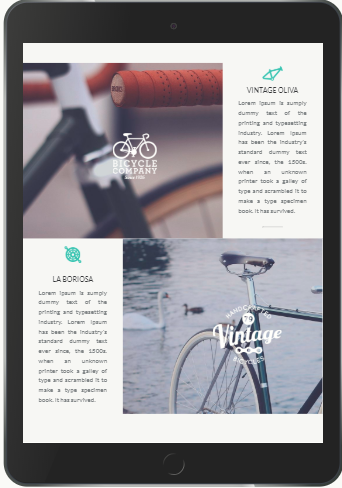 BICYCLE
COMPANY
VINTAGE OLIVA
Lorem Ipsum is sumply
dummy text of the
printing and typesetting
industry. Lorem Ipsum
has been the industry's
standard dummy text
ever since, the 1500s.
when an unknown
printer took a galley of
type and scrambled it to
make a type specimen
book. It has survived.
LA BORIOSA
Lorem Ipsum is sumply
dummy text of the
printing and typesetting
industry. Lorem Ipsum
has been the industry's
standard dummy text
ever since, the 1500s.
when an unknown
printer took a galley of
type and scrambled it to
make a type specimen
book. It has survived.
HANDCRAFTED
Vintage